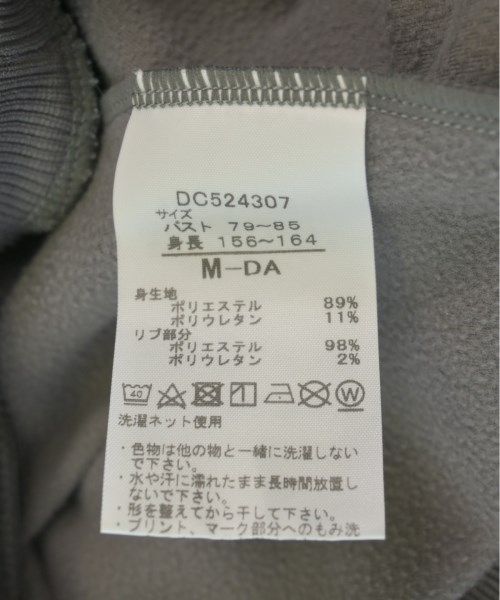 DC524307
サイズ
バスト 79〜85
身長 156〜164
M-DA
身生地
ポリエステル 89%
ポリウレタン 11%
リブ部分
ポリエステル 98%
ポリウレタン 2%
40 W
洗濯ネット使用
・色物は他の物と一緒に洗濯しない
で下さい。
・水や汗に濡れたまま長時間放置し
ないで下さい。
・形を整えてから干して下さい。
・プリント、マーク部分へのもみ洗